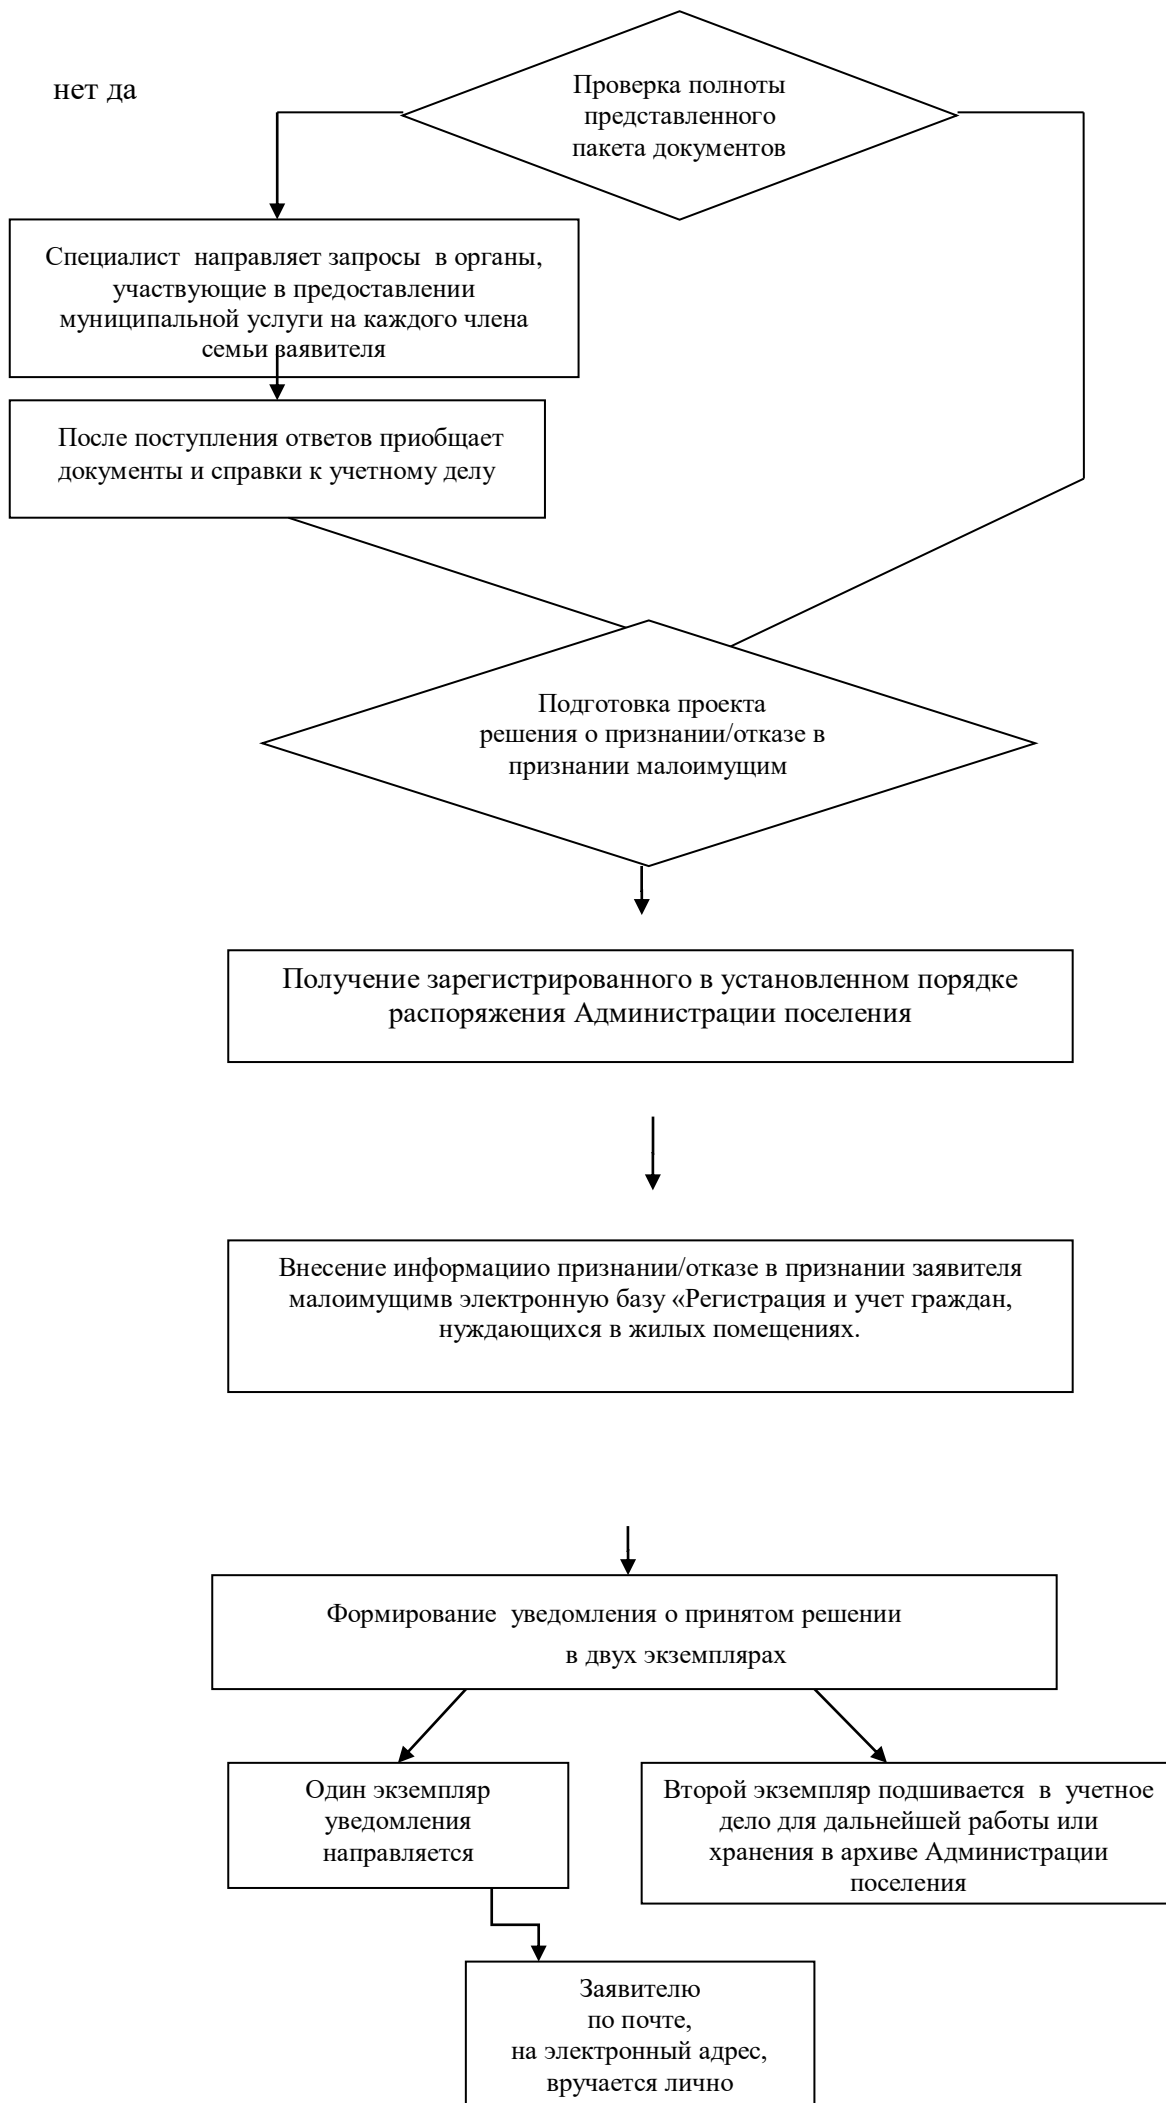 нет да
Проверка полноты
представленного
пакета документов
Специалист направляет запросы в органы,
участвующие в предоставлении
муниципальной услуги на каждого члена
семьи заявителя
После поступления ответов приобщает
документы и справки к учетному делу
Подготовка проекта
решения о признании/отказе в
признании малоимущим
Получение зарегистрированного в установленном порядке
распоряжения Администрации поселения
Внесение информациио признании/отказе в признании заявителя
малоимущимв электронную базу «Регистрация и учет граждан,
нуждающихся в жилых помещениях.
Формирование уведомления о принятом решении
в двух экземплярах
Один экземпляр
уведомления
направляется
Второй экземпляр подшивается в учетное
дело для дальнейшей работы или
хранения в архиве Администрации
поселения
Заявителю
по почте,
на электронный адрес,
вручается лично